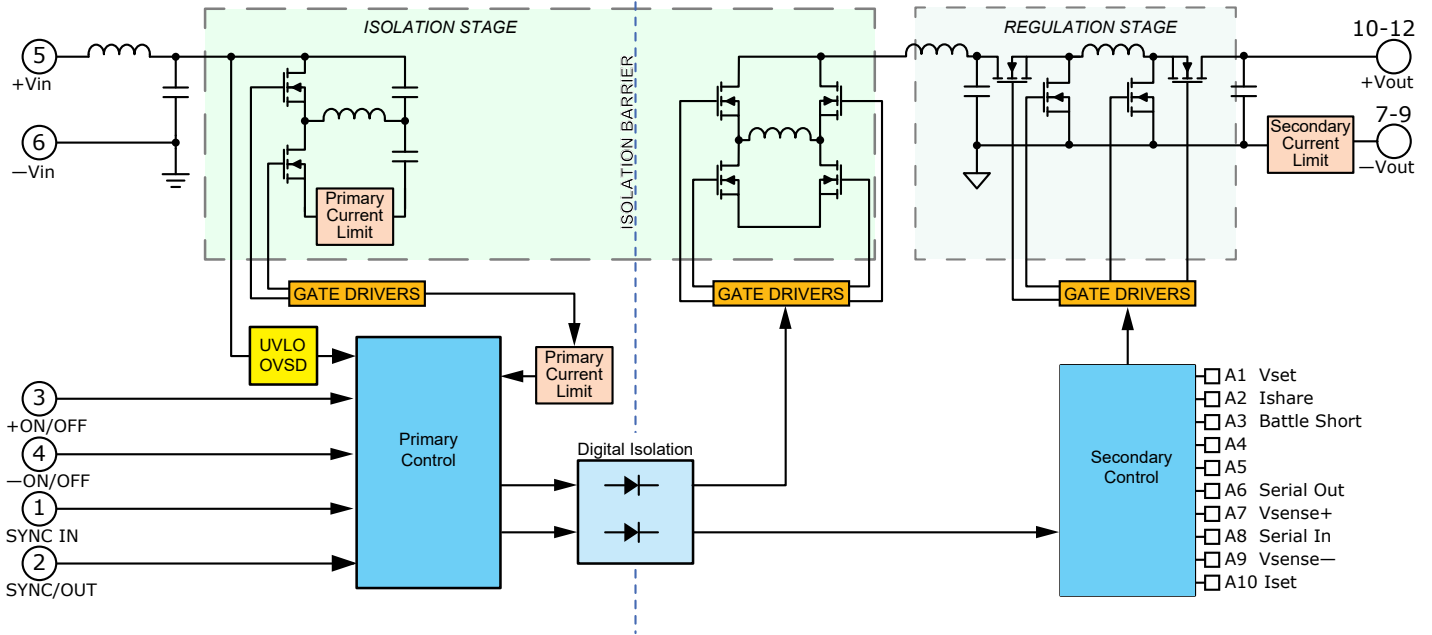 ISOLATION STAGE
REGULATION STAGE
ISOLATION BARRIER
5
+Vin
6
—Vin
10-12
+Vout
7-9
—Vout
Secondary
Current
Limit
Primary
Current
Limit
GATE DRIVERS
GATE DRIVERS
GATE DRIVERS
UVLO
OVSD
Primary
Current
Limit
3
+ON/OFF
4
—ON/OFF
1
SYNC IN
2
SYNC/OUT
Primary
Control
Digital Isolation
Secondary
Control
A1 Vset
A2 Ishare
A3 Battle Short
A4
A5
A6 Serial Out
A7 Vsense+
A8 Serial In
A9 Vsense—
A10 Iset